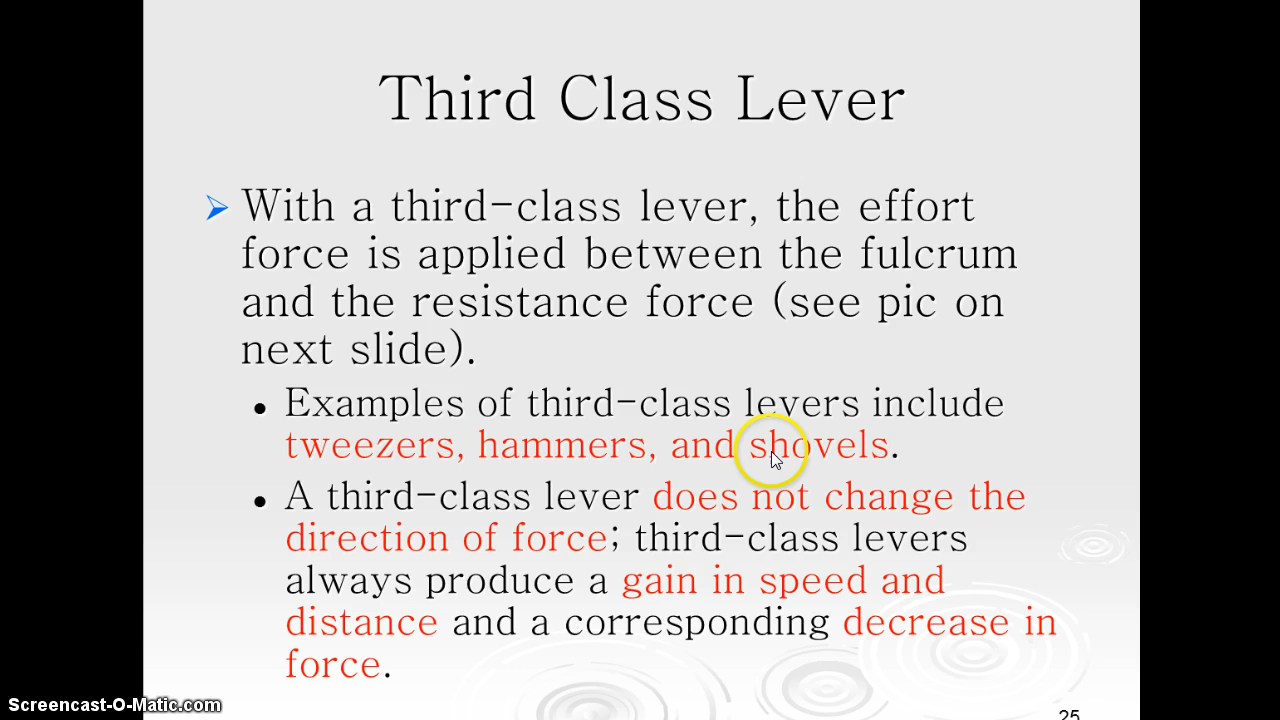 Third Class Lever
With a third-class lever, the effort
force is applied between the fulcrum
and the resistance force (see pic on
next slide).
Examples of third-class levers include
tweezers, hammers, and shovels.
A third-class lever does not change the
direction of force; third-class levers
always produce a gain in speed and
distance and a corresponding decrease in
force.
25
Screencast-O-Matic.com